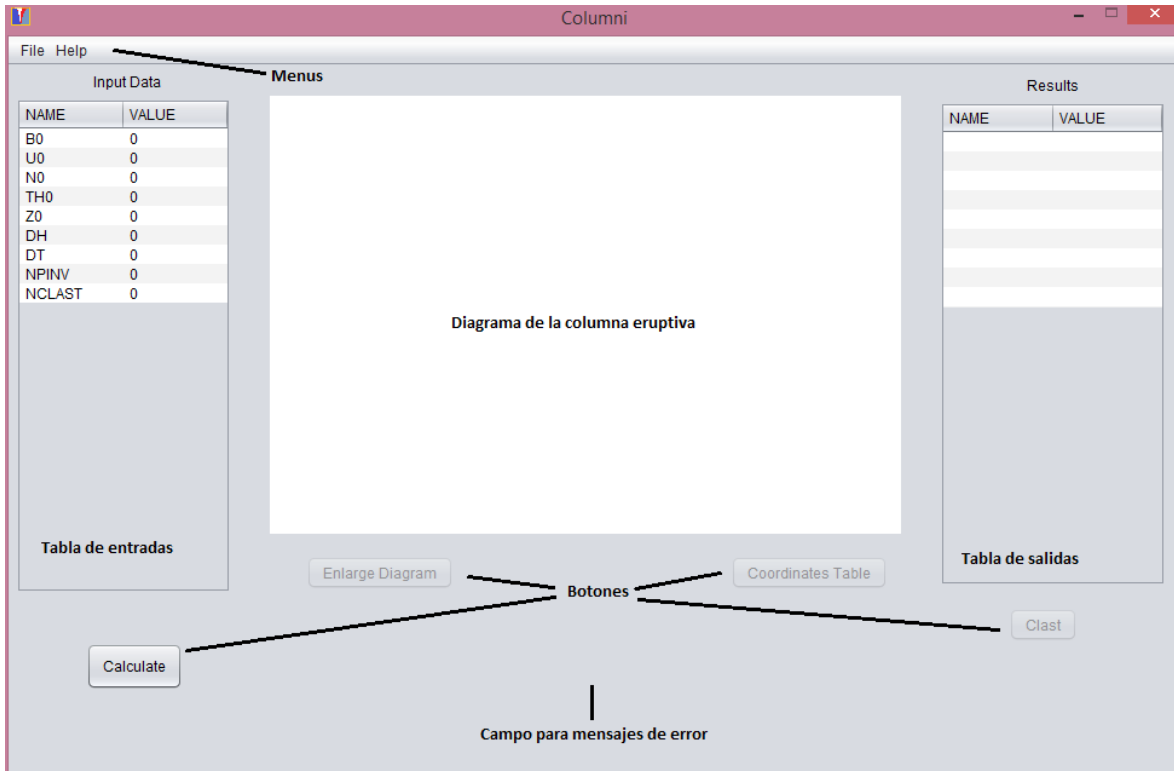 Columni
File Help
Menus
Input Data
NAME VALUE
B0 0
U0 0
N0 0
TH0 0
Z0 0
DH 0
DT 0
NPINV 0
NCLAST 0
Tabla de entradas
Diagrama de la columna eruptiva
Results
NAME VALUE
Tabla de salidas
Enlarge Diagram
Coordinates Table
Botones
Clast
Calculate
Campo para mensajes de error